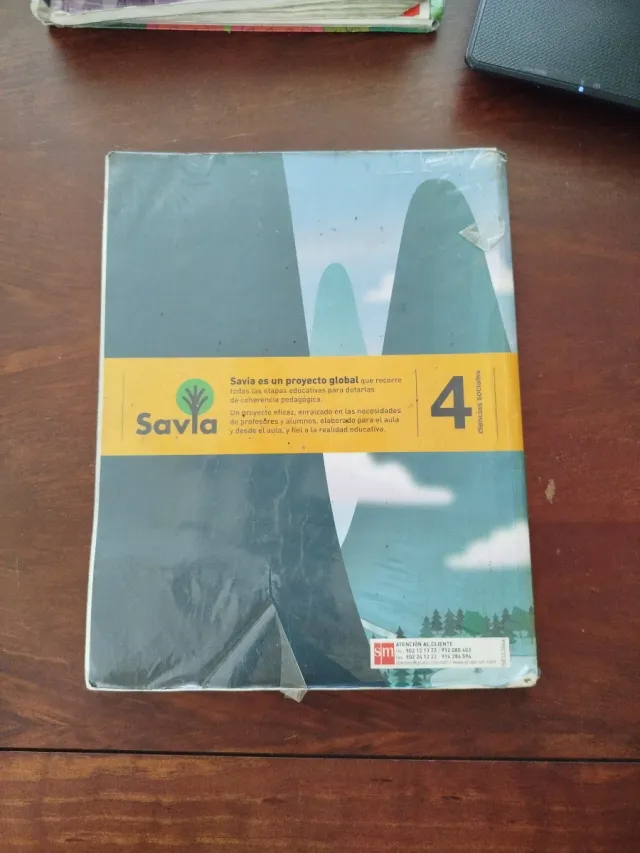 Savia
Savia es un proyecto global que recorre
todas las etapas educativas para dotarlas
de coherencia pedagógica.
Un proyecto eficaz, enraizado en las necesidades
de profesores y alumnos, elaborado para el aula
y desde el aula, y fiel a la realidad educativa.
4
ciencias sociales
sm
ATENCIÓN AL CLIENTE